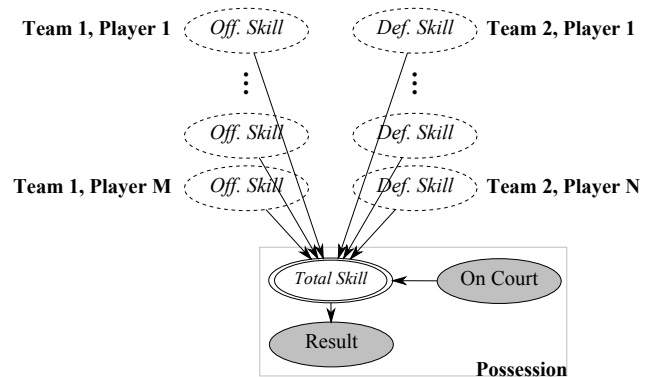 Team 1, Player 1 Off. Skill Def. Skill Team 2, Player 1
Off. Skill Def. Skill
Team 1, Player M Off. Skill Def. Skill Team 2, Player N
Total Skill On Court
Result
Possession